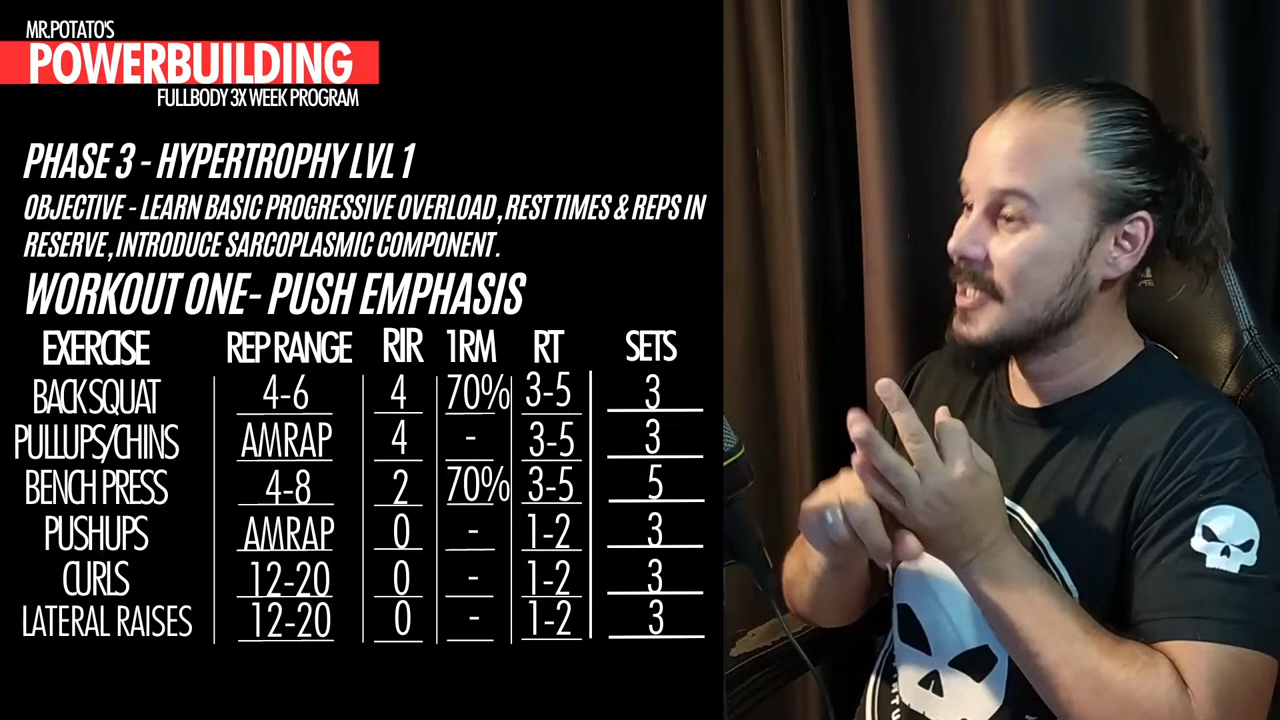 MR.POTATO'S
POWERBUILDING
FULLBODY 3X WEEK PROGRAM
PHASE 3 - HYPERTROPHY LVL 1
OBJECTIVE - LEARN BASIC PROGRESSIVE OVERLOAD , REST TIMES & REPS IN
RESERVE , INTRODUCE SARCOPLASMIC COMPONENT .
WORKOUT ONE- PUSH EMPHASIS
EXERCISE REP RANGE RIR 1RM RT SETS
BACK SQUAT 4-6 4 70% 3-5 3
PULLUPS/CHINS AMRAP 4 - 3-5 3
BENCH PRESS 4-8 2 70% 3-5 5
PUSHUPS AMRAP 0 - 1-2 3
CURLS 12-20 0 - 1-2 3
LATERAL RAISES 12-20 0 - 1-2 3